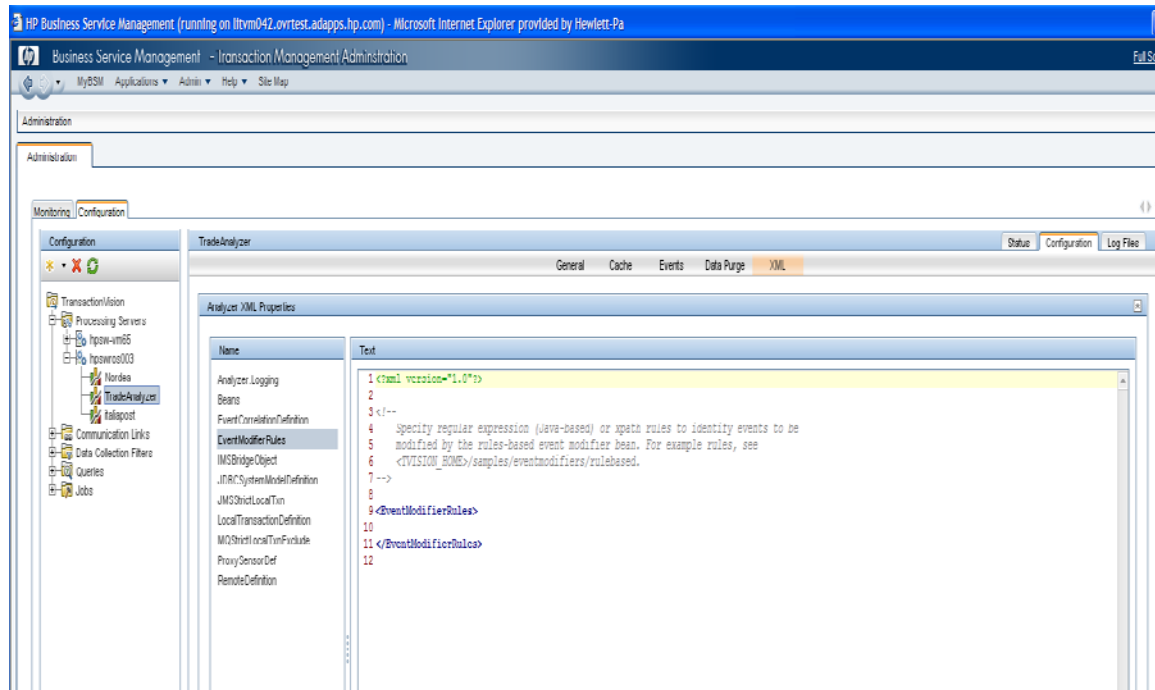 HP Business Service Management (running on iltvm042.ovrtest.adapps.hp.com) - Microsoft Internet Explorer provided by Hewlett-Pa
hp Business Service Management - Transaction Management Adminstration
Full Sc
MyBSM Applications Admin Help Site Map
Administration
Administration
Monitoring Configuration
Configuration
TradeAnalyzer
Status Configuration Log Files
General Cache Events Data Purge XML
TransactionVision
Processing Servers
hpsw-vm65
hpswros003
Nordea
TradeAnalyzer
italiapost
Communication Links
Data Collection Filters
Queries
Jobs
Analyzer XML Properties
Name
Analyzer.Logging
Beans
EventCorrelationDefinition
EventModifierRules
IMSBridgeObject
JDBCSystemModelDefinition
JMSStrictLocalTxn
LocalTransactionDefinition
MQStrictLocalTxnExclude
ProxySensorDef
RemoteDefinition
Text
1 <?xml version="1.0"?>
2
3 <!--
4 Specify regular expression (Java-based) or xpath rules to identify events to be
5 modified by the rules-based event modifier bean. For example rules, see
6 <TVISION_HOME>/samples/eventmodifiers/rulebased.
7 -->
8
9 <EventModifierRules>
10
11 </EventModifierRules>
12